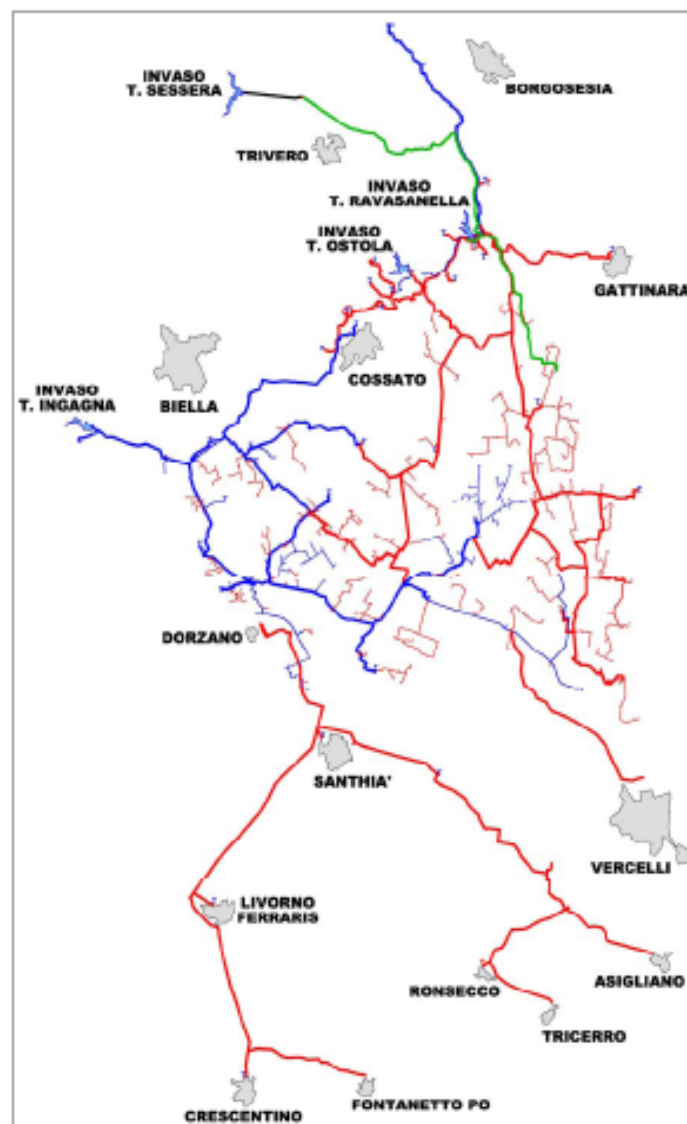 INVASO
T. SESSERA
BORGOSESIA
TRIVERO
INVASO
T. RAVASANELLA
INVASO
T. OSTOLA
GATTINARA
COSSATO
BIELLA
INVASO
T. INGAGNA
DORZANO
SANTHIA'
VERCELLI
LIVORNO
FERRARIS
RONSECCO
ASIGLIANO
TRICERRO
CRESCENTINO
FONTANETTO PO